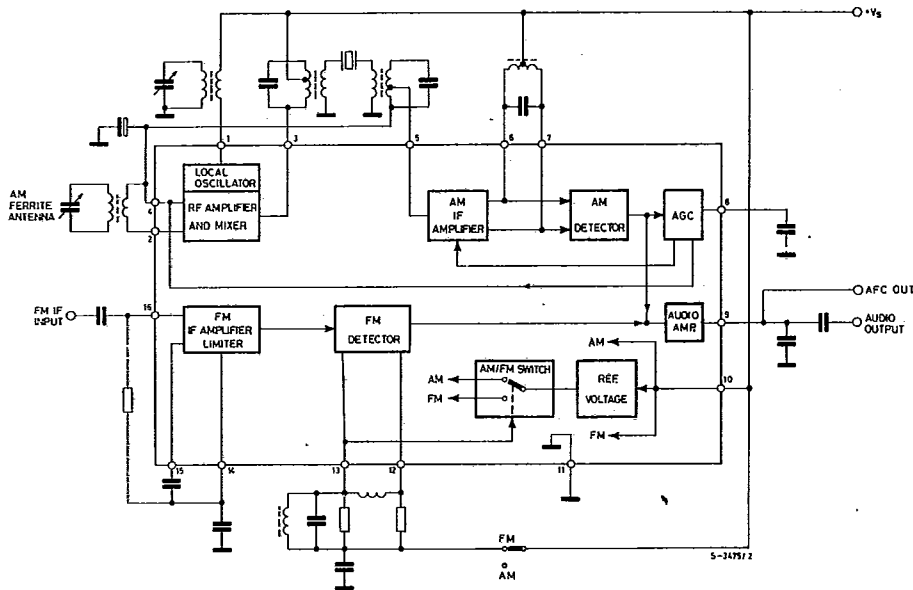 +Vs
1
3
5
6
7
LOCAL
OSCILLATOR
RF AMPLIFIER
AND MIXER
AM
FERRITE
ANTENNA
4
2
AM
IF
AMPLIFIER
AM
DETECTOR
AGC
8
AFC OUT
FM IF
INPUT
16
FM
IF AMPLIFIER
LIMITER
FM
DETECTOR
AUDIO
AMP.
9
AUDIO
OUTPUT
AM/FM SWITCH
AM
FM
REF
VOLTAGE
AM
FM
10
15
14
13
12
11
FM
AM
S-3475/2